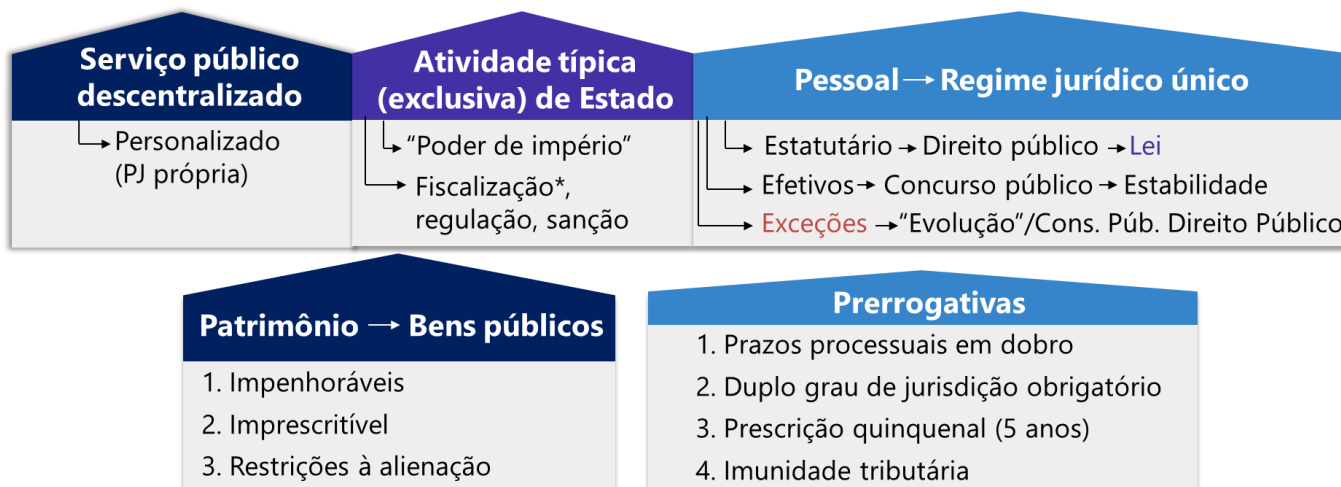 Serviço público
descentralizado
→ Personalizado
(PJ própria)
Atividade típica
(exclusiva) de Estado
→ “Poder de império”
→ Fiscalização*,
regulação, sanção
Pessoal → Regime jurídico único
→ Estatutário → Direito público → Lei
→ Efetivos → Concurso público → Estabilidade
→ Exceções → “Evolução”/Cons. Púb. Direito Público
Patrimônio → Bens públicos
1. Impenhoráveis
2. Imprescritível
3. Restrições à alienação
Prerrogativas
1. Prazos processuais em dobro
2. Duplo grau de jurisdição obrigatório
3. Prescrição quinquenal (5 anos)
4. Imunidade tributária